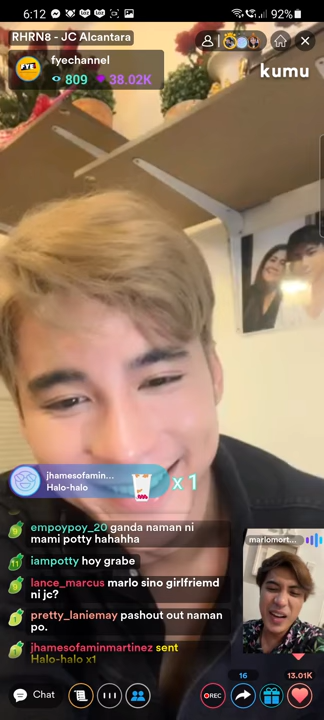 6:12
92%
RHRN8 - JC Alcantara
fyechannel
FYE
809 38.02K
kumu
jhamesofamin...
Halo-halo
x 1
empoypoy_20 ganda naman ni
mami potty hahahha
iampotty hoy grabe
lance_marcus marlo sino girlfriemd
ni jc?
pretty_laniemay pashout out naman
po.
jhamesofaminmartinez sent
Halo-halo x1
mariomort...
Chat
REC
16
13.01K